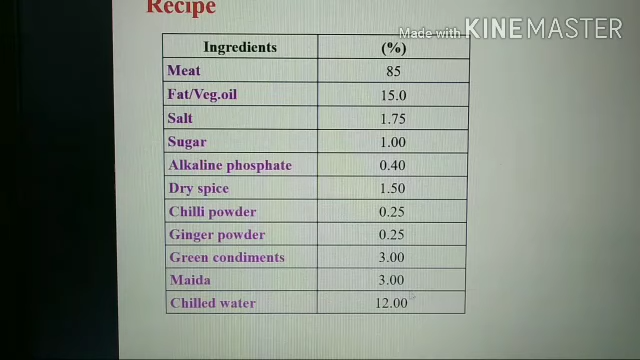 Recipe
Made with KINEMASTER
Ingredients (%)
Meat 85
Fat/Veg.oil 15.0
Salt 1.75
Sugar 1.00
Alkaline phosphate 0.40
Dry spice 1.50
Chilli powder 0.25
Ginger powder 0.25
Green condiments 3.00
Maida 3.00
Chilled water 12.00